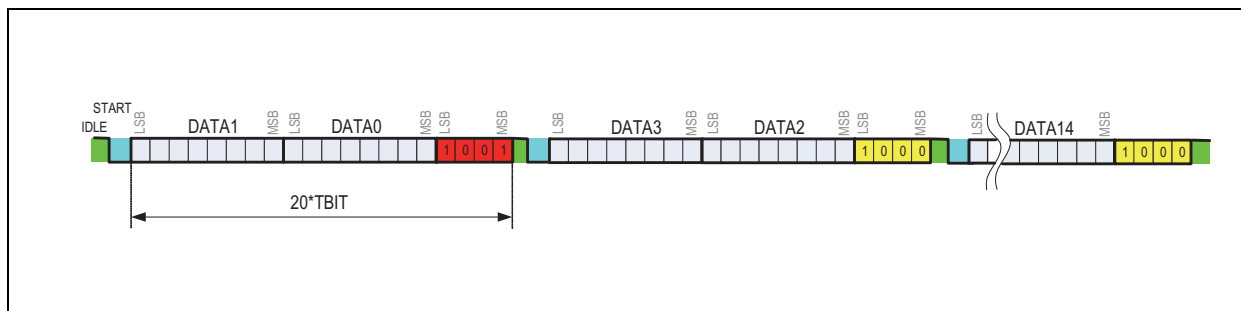 START
IDLE
LSB DATA1 MSB LSB DATA0 MSB LSB MSB LSB DATA3 MSB LSB DATA2 MSB LSB MSB LSB DATA14 MSB
1 0 0 1 1 0 0 0 1 0 0 0
20*TBIT